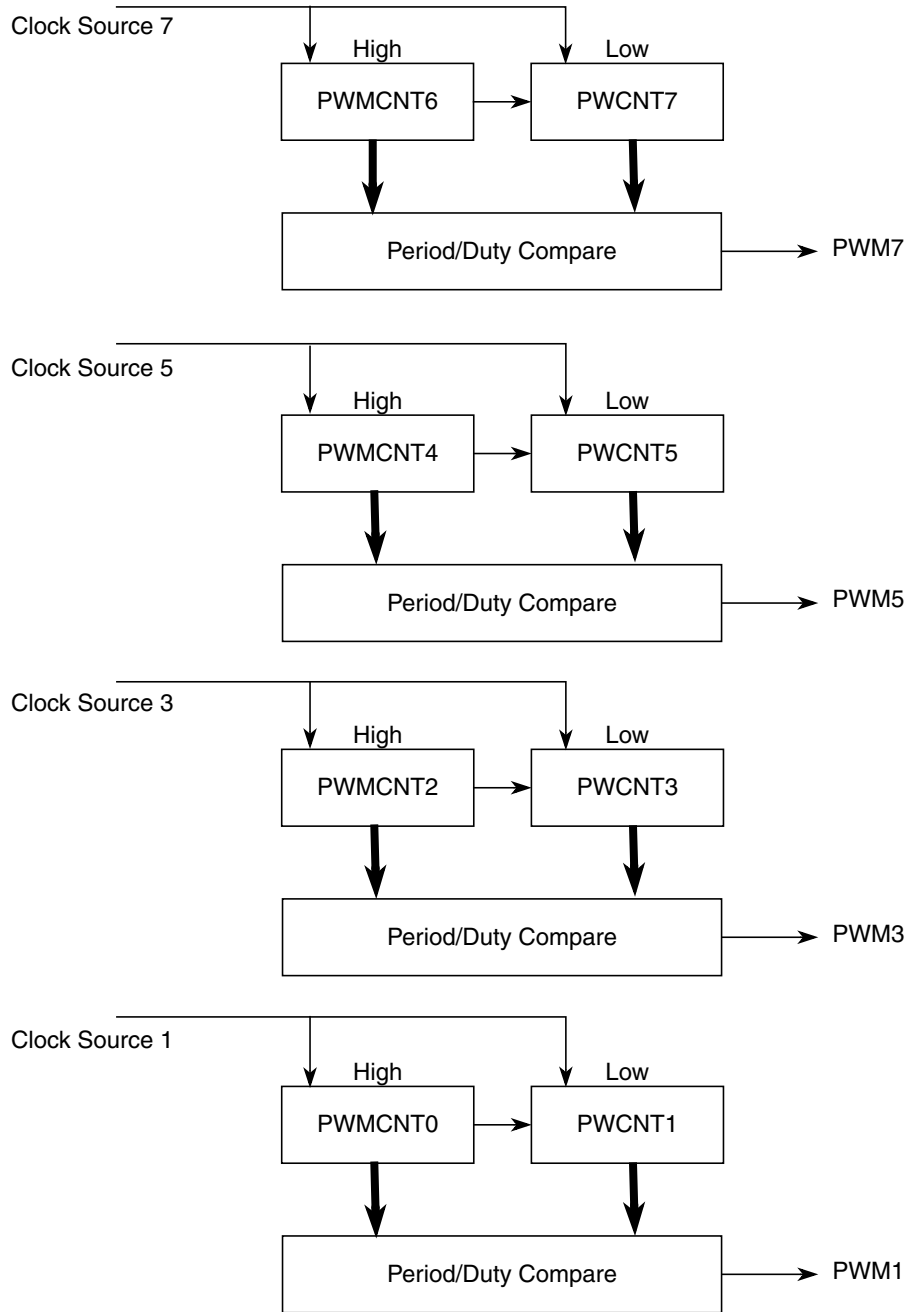 Clock Source 7
High
Low
PWMCNT6
PWCNT7
Period/Duty Compare
PWM7
Clock Source 5
High
Low
PWMCNT4
PWCNT5
Period/Duty Compare
PWM5
Clock Source 3
High
Low
PWMCNT2
PWCNT3
Period/Duty Compare
PWM3
Clock Source 1
High
Low
PWMCNT0
PWCNT1
Period/Duty Compare
PWM1